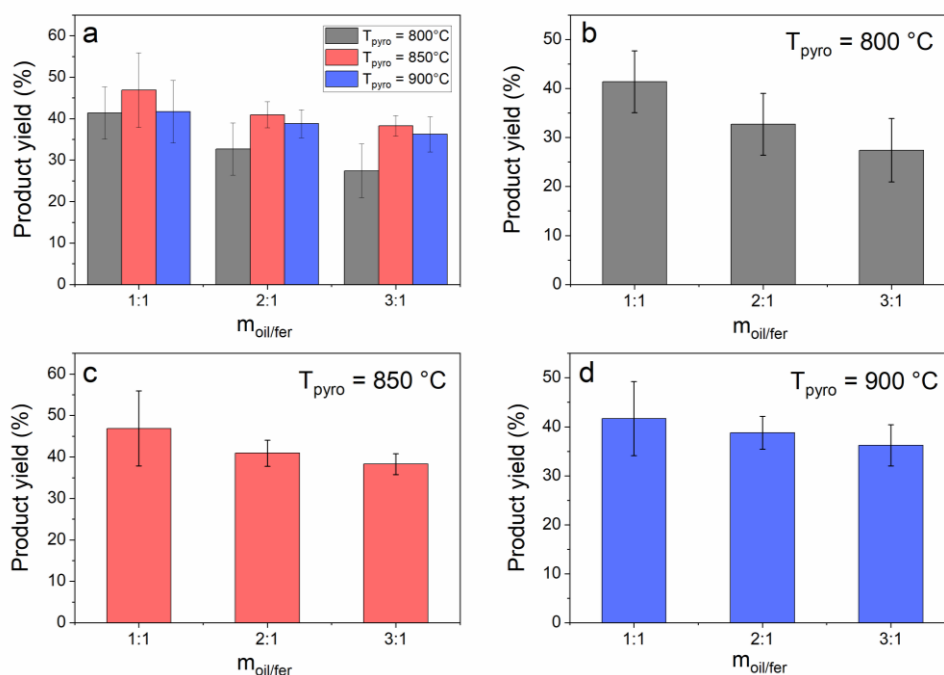 a
T_pyro = 800°C
T_pyro = 850°C
T_pyro = 900°C
Product yield (%)
60
50
40
30
20
10
0
1:1 2:1 3:1
m_oil/fer
b
T_pyro = 800 °C
Product yield (%)
50
40
30
20
10
0
1:1 2:1 3:1
m_oil/fer
c
T_pyro = 850 °C
Product yield (%)
60
50
40
30
20
10
0
1:1 2:1 3:1
m_oil/fer
d
T_pyro = 900 °C
Product yield (%)
50
40
30
20
10
0
1:1 2:1 3:1
m_oil/fer